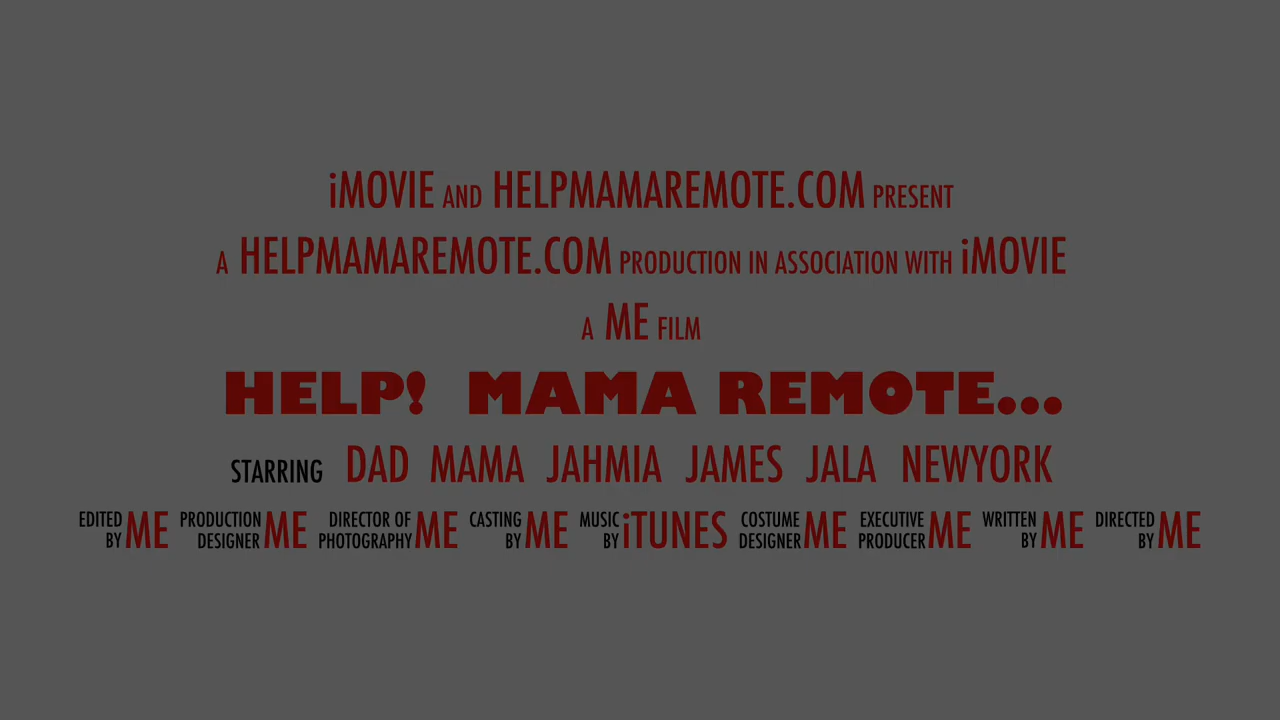 iMOVIE AND HELPMAMAREMOTE.COM PRESENT
A HELPMAMAREMOTE.COM PRODUCTION IN ASSOCIATION WITH iMOVIE
A ME FILM
HELP! MAMA REMOTE...
STARRING DAD MAMA JAHMIA JAMES JALA NEWYORK
EDITED BY ME PRODUCTION DESIGNER ME DIRECTOR OF PHOTOGRAPHY ME CASTING BY ME MUSIC BY iTUNES COSTUME DESIGNER ME EXECUTIVE PRODUCER ME WRITTEN BY ME DIRECTED BY ME